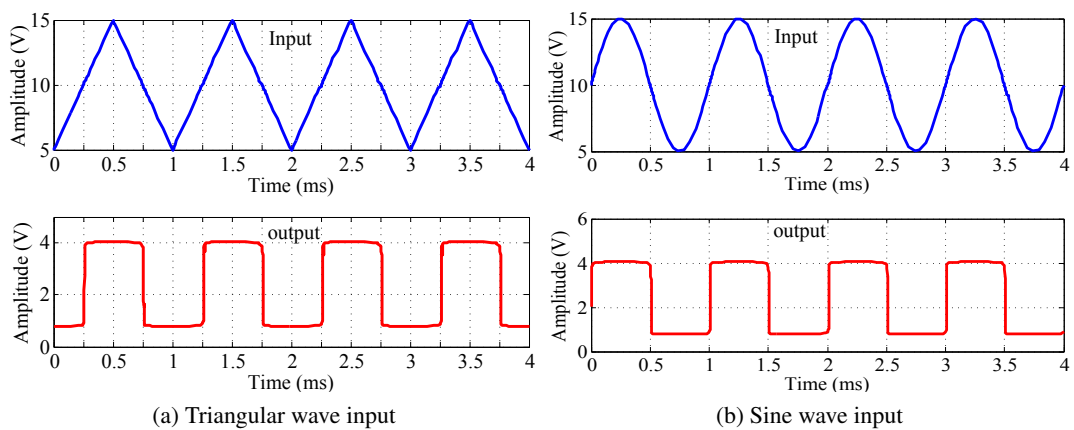 Amplitude (V)
15
10
5
Input
0 0.5 1 1.5 2 2.5 3 3.5 4
Time (ms)
Amplitude (V)
4
2
0
output
0 0.5 1 1.5 2 2.5 3 3.5 4
Time (ms)
(a) Triangular wave input
Amplitude (V)
15
10
5
Input
0 0.5 1 1.5 2 2.5 3 3.5 4
Time (ms)
Amplitude (V)
6
4
2
0
output
0 0.5 1 1.5 2 2.5 3 3.5 4
Time (ms)
(b) Sine wave input